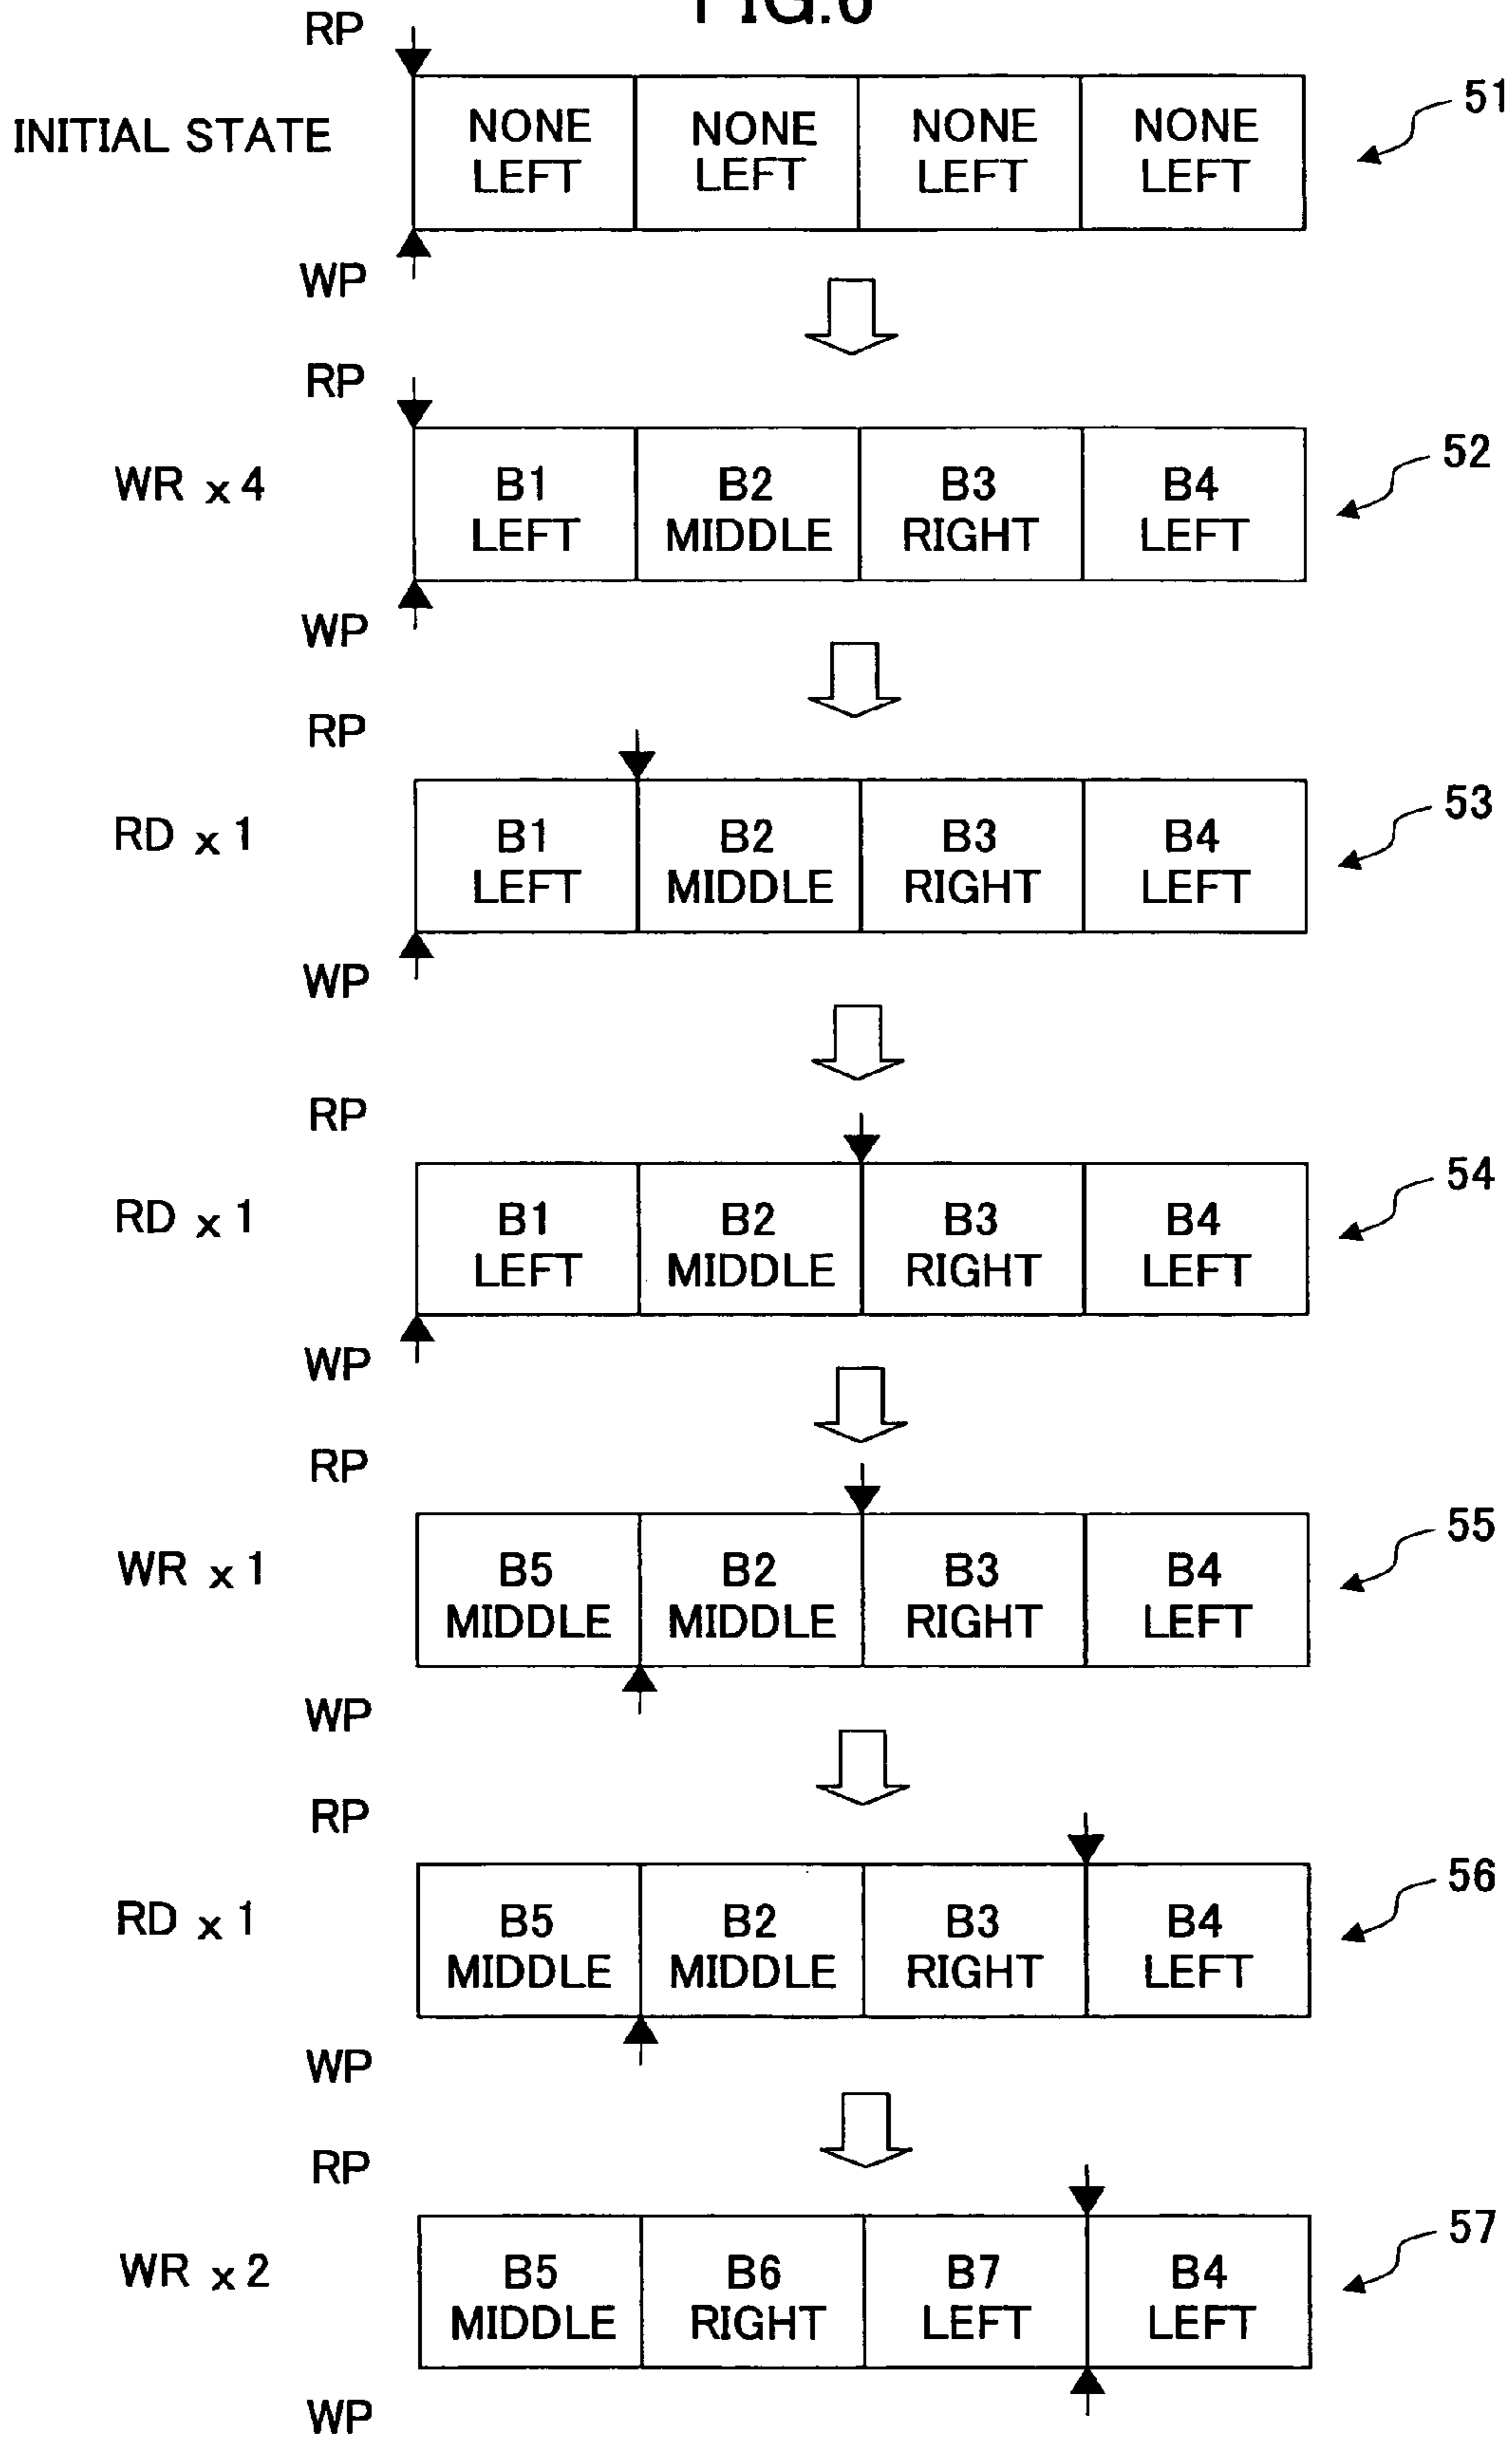 FIG.6
RP
INITIAL STATE
NONE LEFT NONE LEFT NONE LEFT NONE LEFT
51
WP
RP
WR x 4
B1 LEFT B2 MIDDLE B3 RIGHT B4 LEFT
52
WP
RP
RD x 1
B1 LEFT B2 MIDDLE B3 RIGHT B4 LEFT
53
WP
RP
RD x 1
B1 LEFT B2 MIDDLE B3 RIGHT B4 LEFT
54
WP
RP
WR x 1
B5 MIDDLE B2 MIDDLE B3 RIGHT B4 LEFT
55
WP
RP
RD x 1
B5 MIDDLE B2 MIDDLE B3 RIGHT B4 LEFT
56
WP
RP
WR x 2
B5 MIDDLE B6 RIGHT B7 LEFT B4 LEFT
57
WP